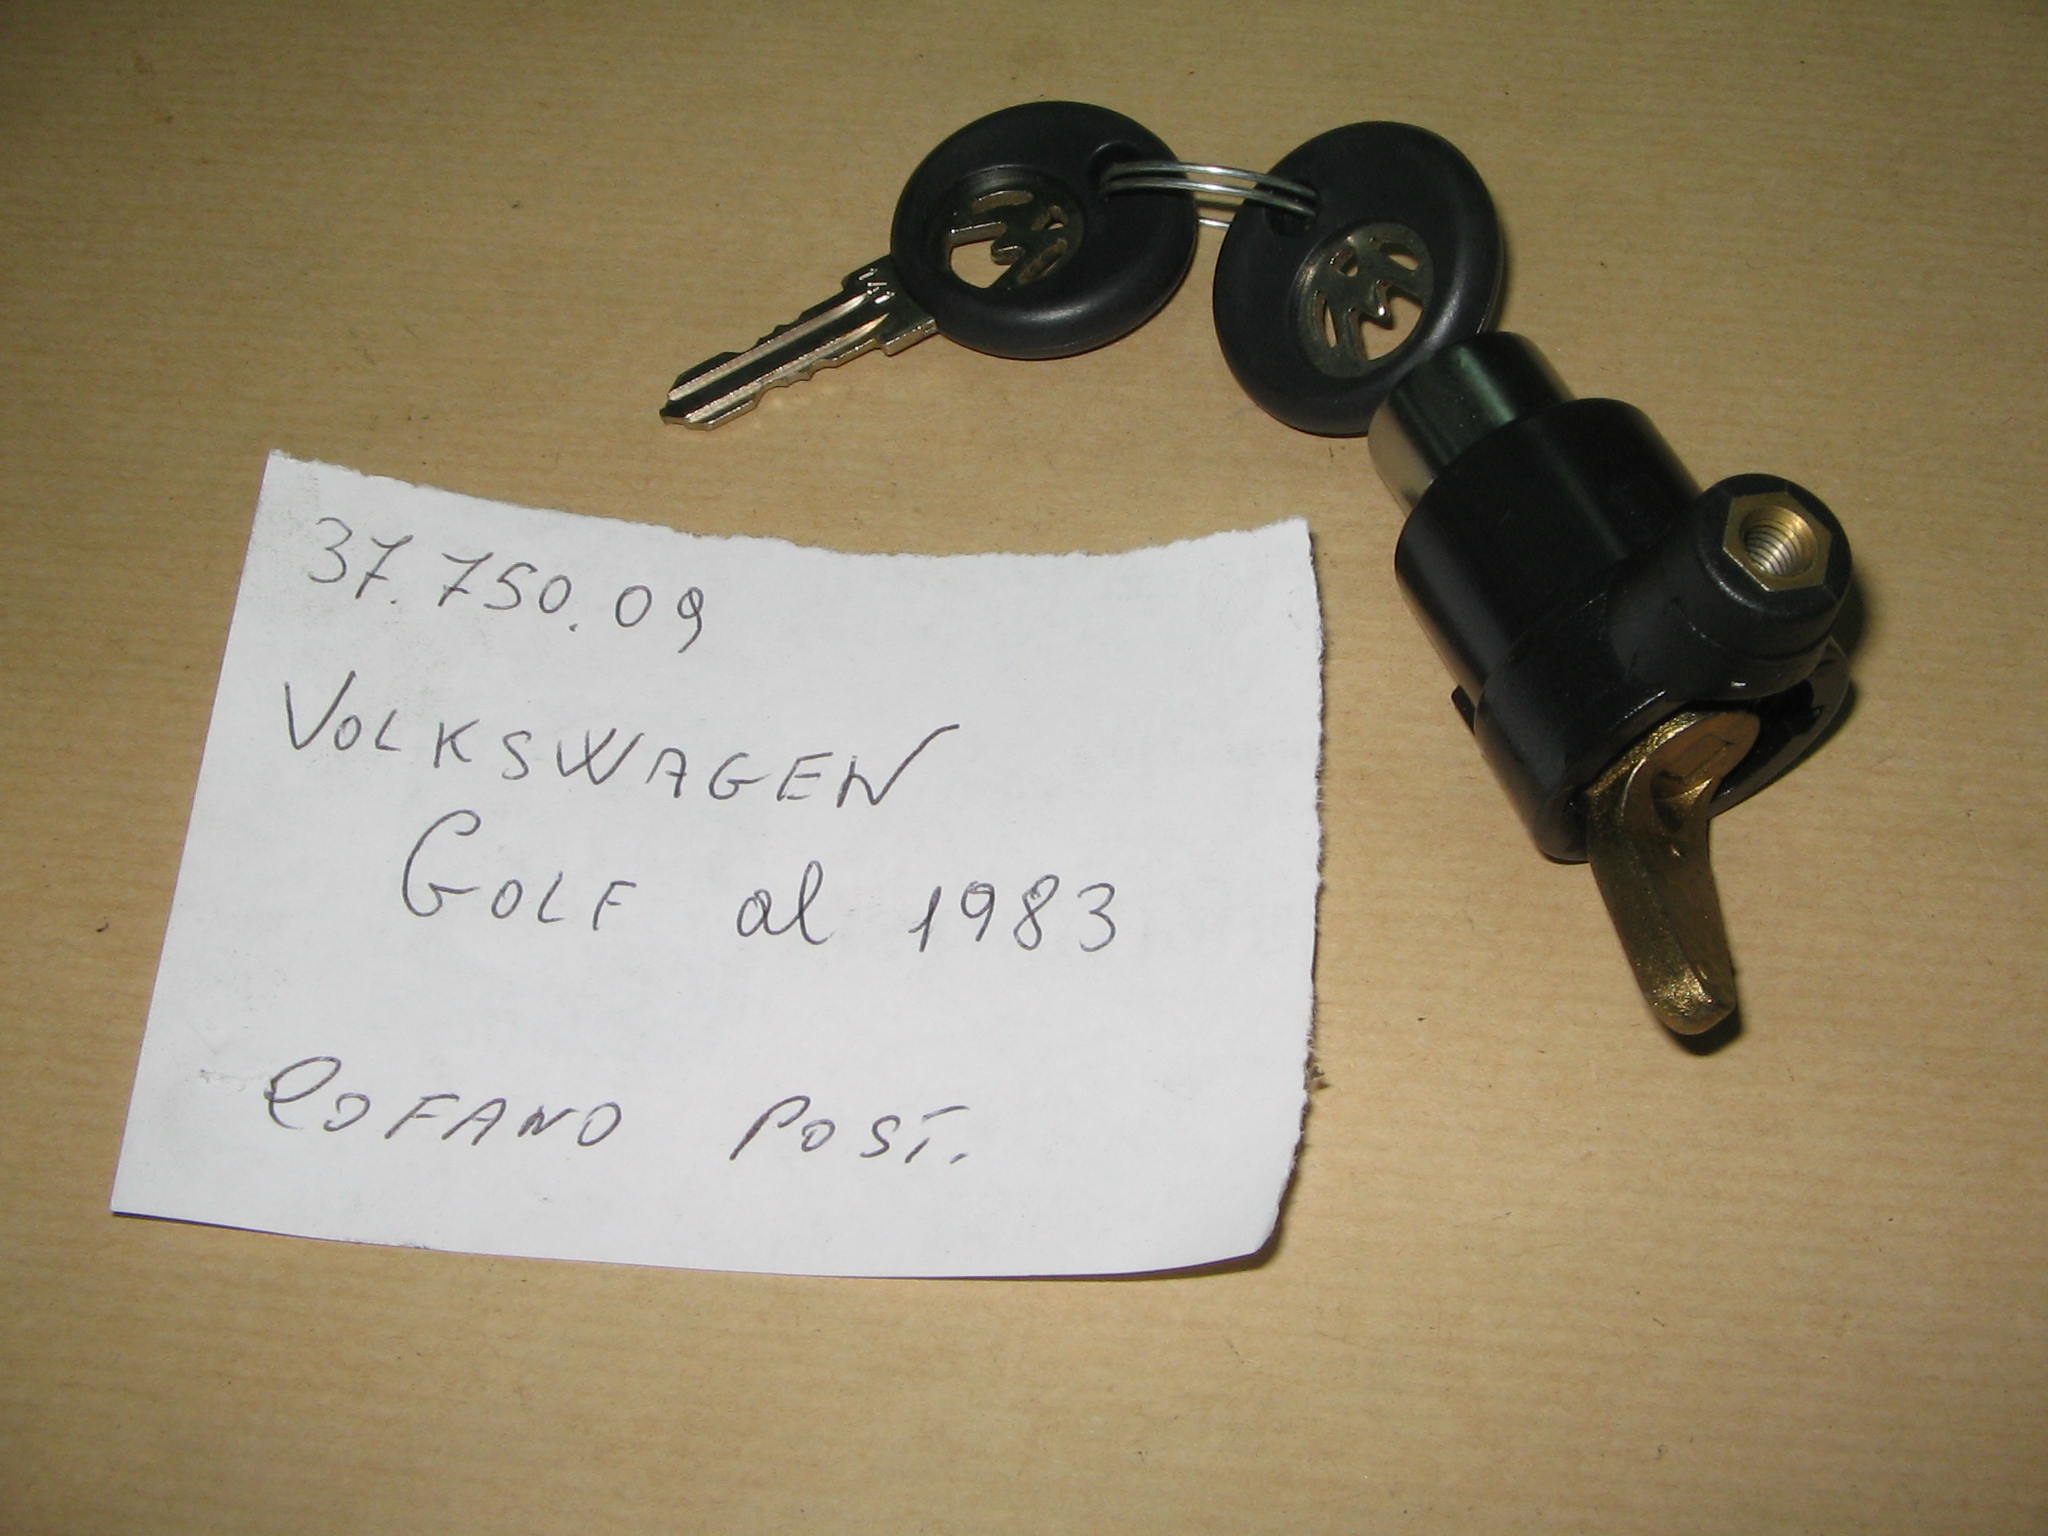 37.750.09
VOLKSWAGEN
GOLF al 1983
COFANO POST.